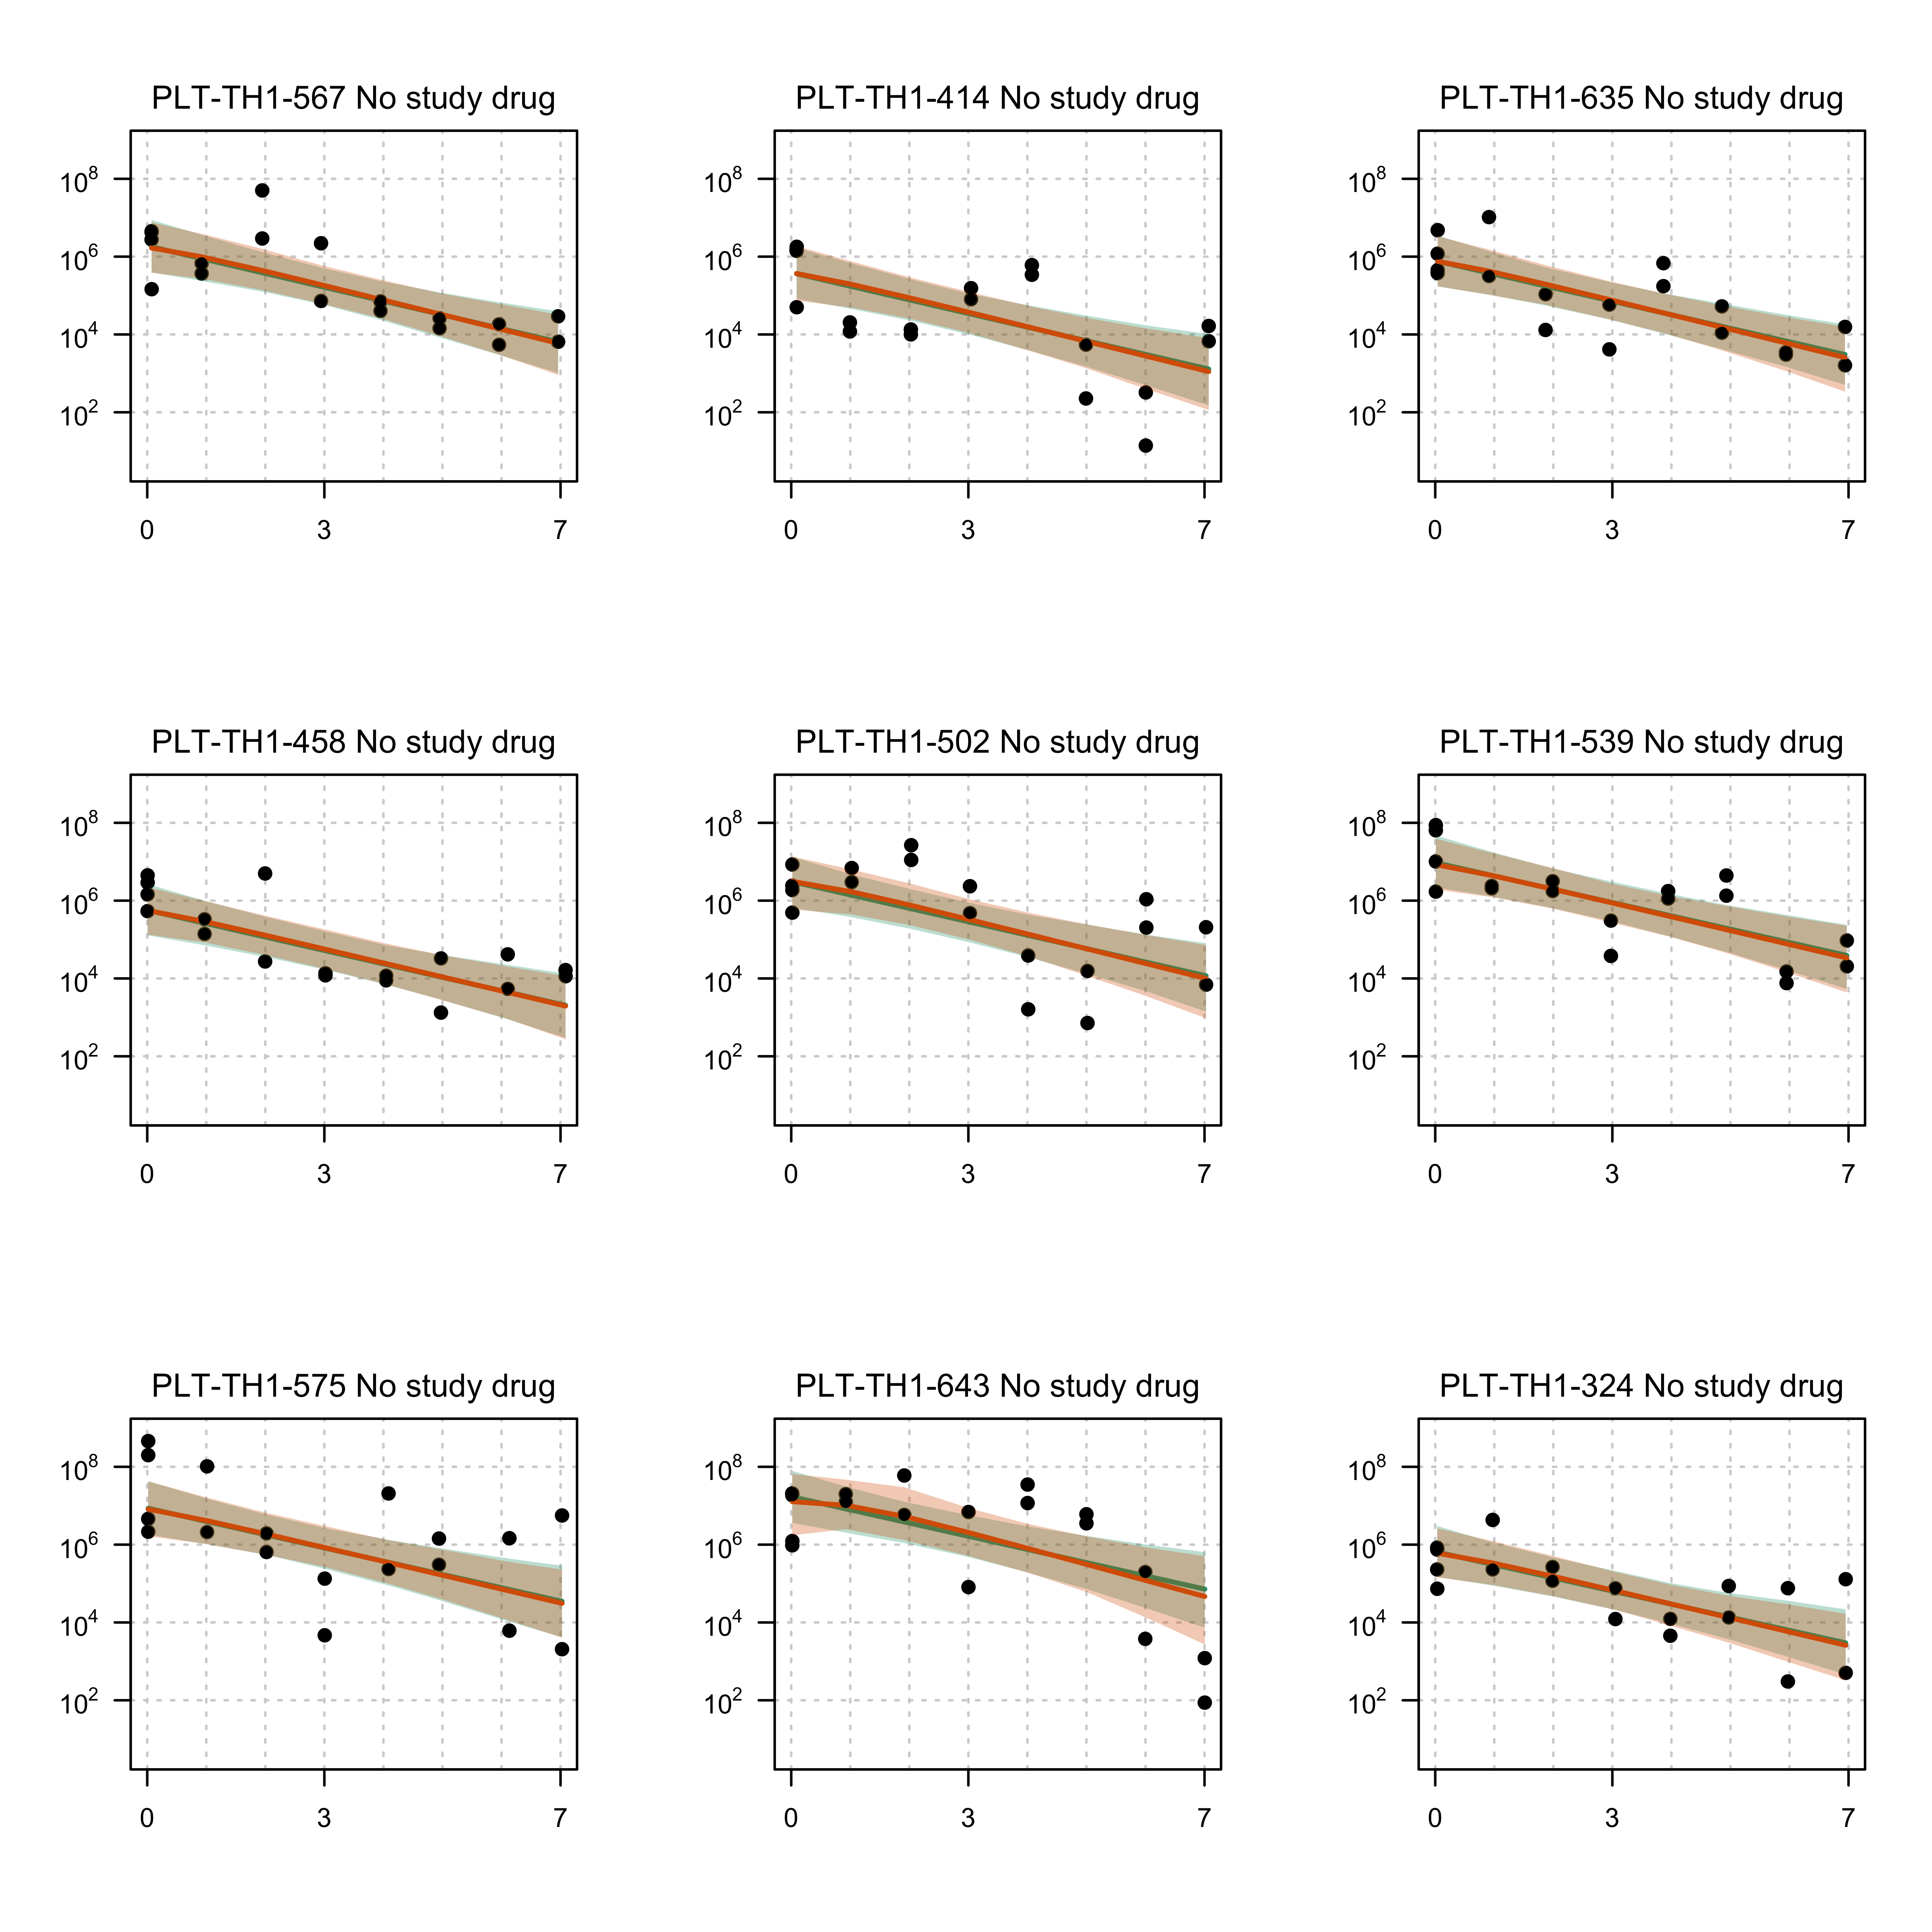 PLT-TH1-567 No study drug
PLT-TH1-414 No study drug
PLT-TH1-635 No study drug
10^8
10^6
10^4
10^2
0 3 7
10^8
10^6
10^4
10^2
0 3 7
10^8
10^6
10^4
10^2
0 3 7
PLT-TH1-458 No study drug
PLT-TH1-502 No study drug
PLT-TH1-539 No study drug
10^8
10^6
10^4
10^2
0 3 7
10^8
10^6
10^4
10^2
0 3 7
10^8
10^6
10^4
10^2
0 3 7
PLT-TH1-575 No study drug
PLT-TH1-643 No study drug
PLT-TH1-324 No study drug
10^8
10^6
10^4
10^2
0 3 7
10^8
10^6
10^4
10^2
0 3 7
10^8
10^6
10^4
10^2
0 3 7